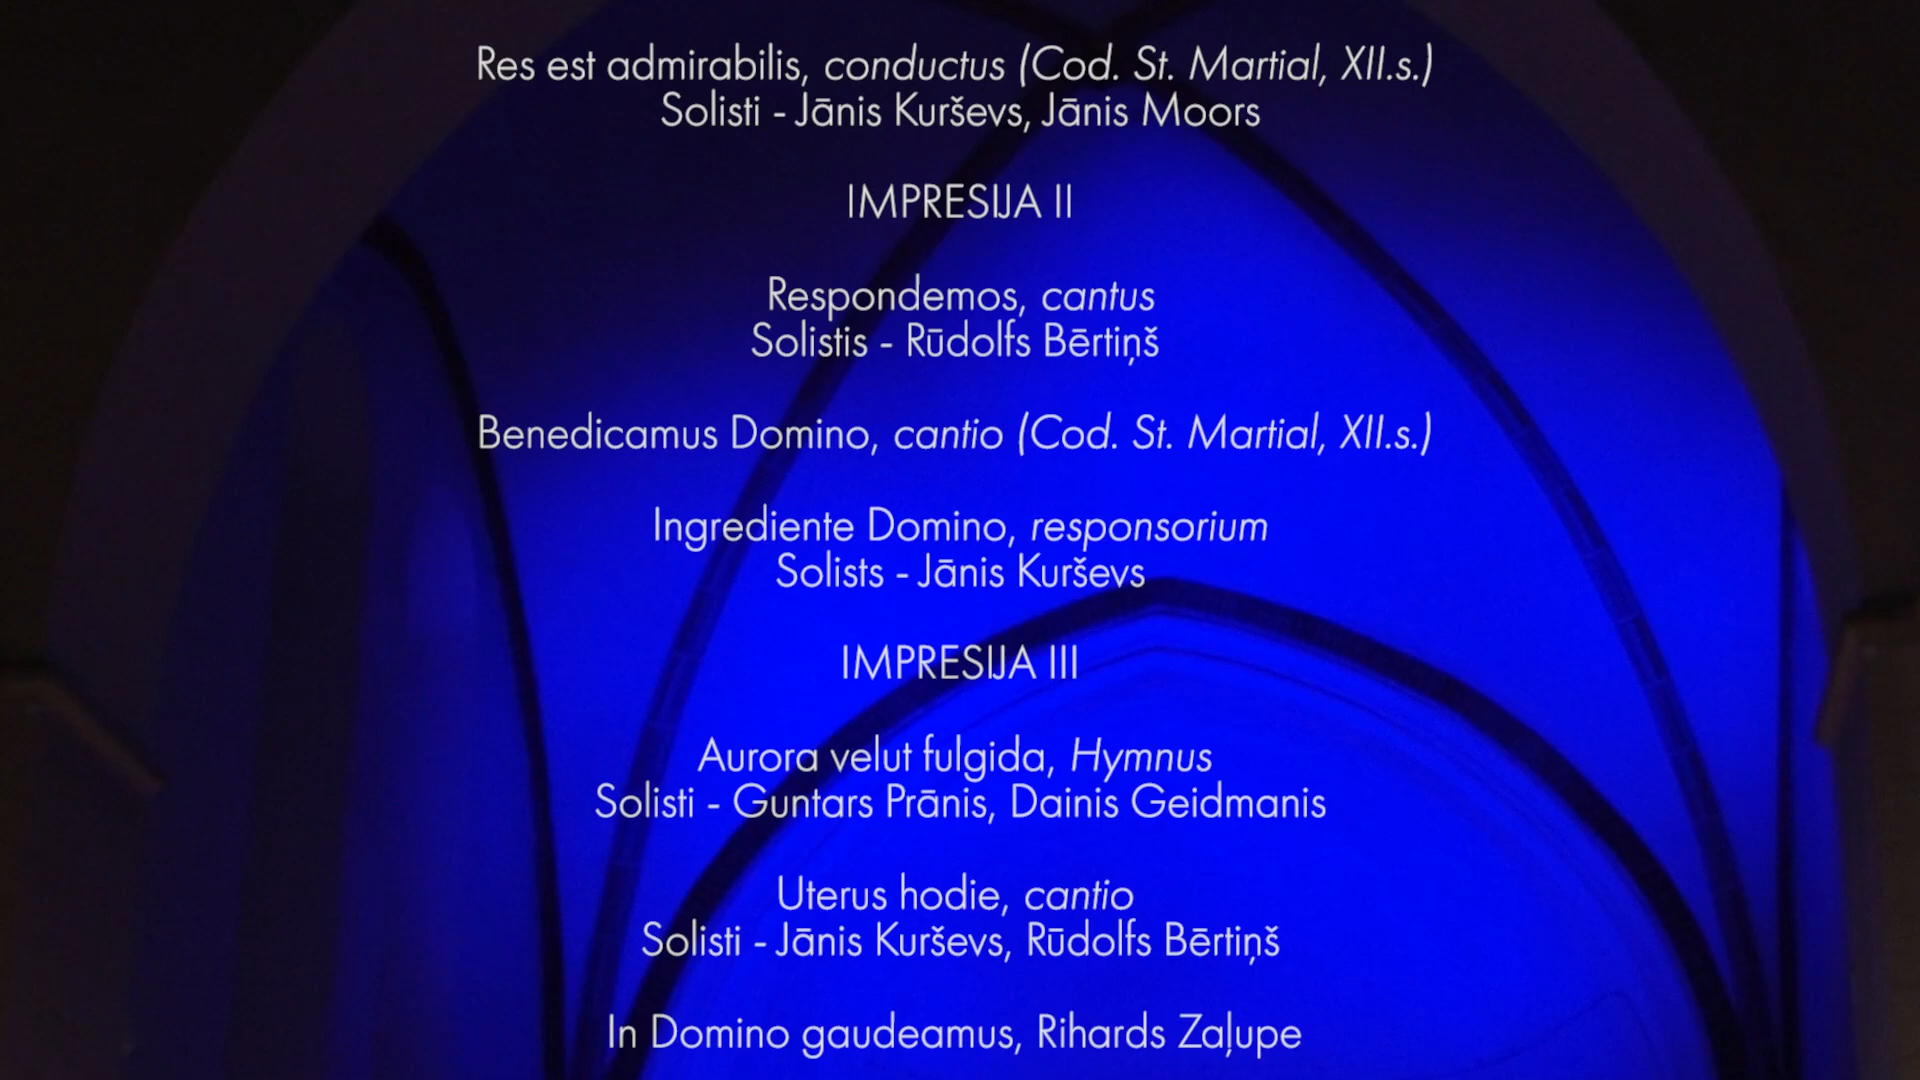 Res est admirabilis, conductus (Cod. St. Martial, XII.s.)
Solisti - Jānis Kurševs, Jānis Moors
IMPRESIJA II
Respondemos, cantus
Solistis - Rūdolfs Bērtiņš
Benedicamus Domino, cantio (Cod. St. Martial, XII.s.)
Ingrediente Domino, responsorium
Solists - Jānis Kurševs
IMPRESIJA III
Aurora velut fulgida, Hymnus
Solisti - Guntars Prānis, Dainis Geidmanis
Uterus hodie, cantio
Solisti - Jānis Kurševs, Rūdolfs Bērtiņš
In Domino gaudeamus, Rihards Zaļupe